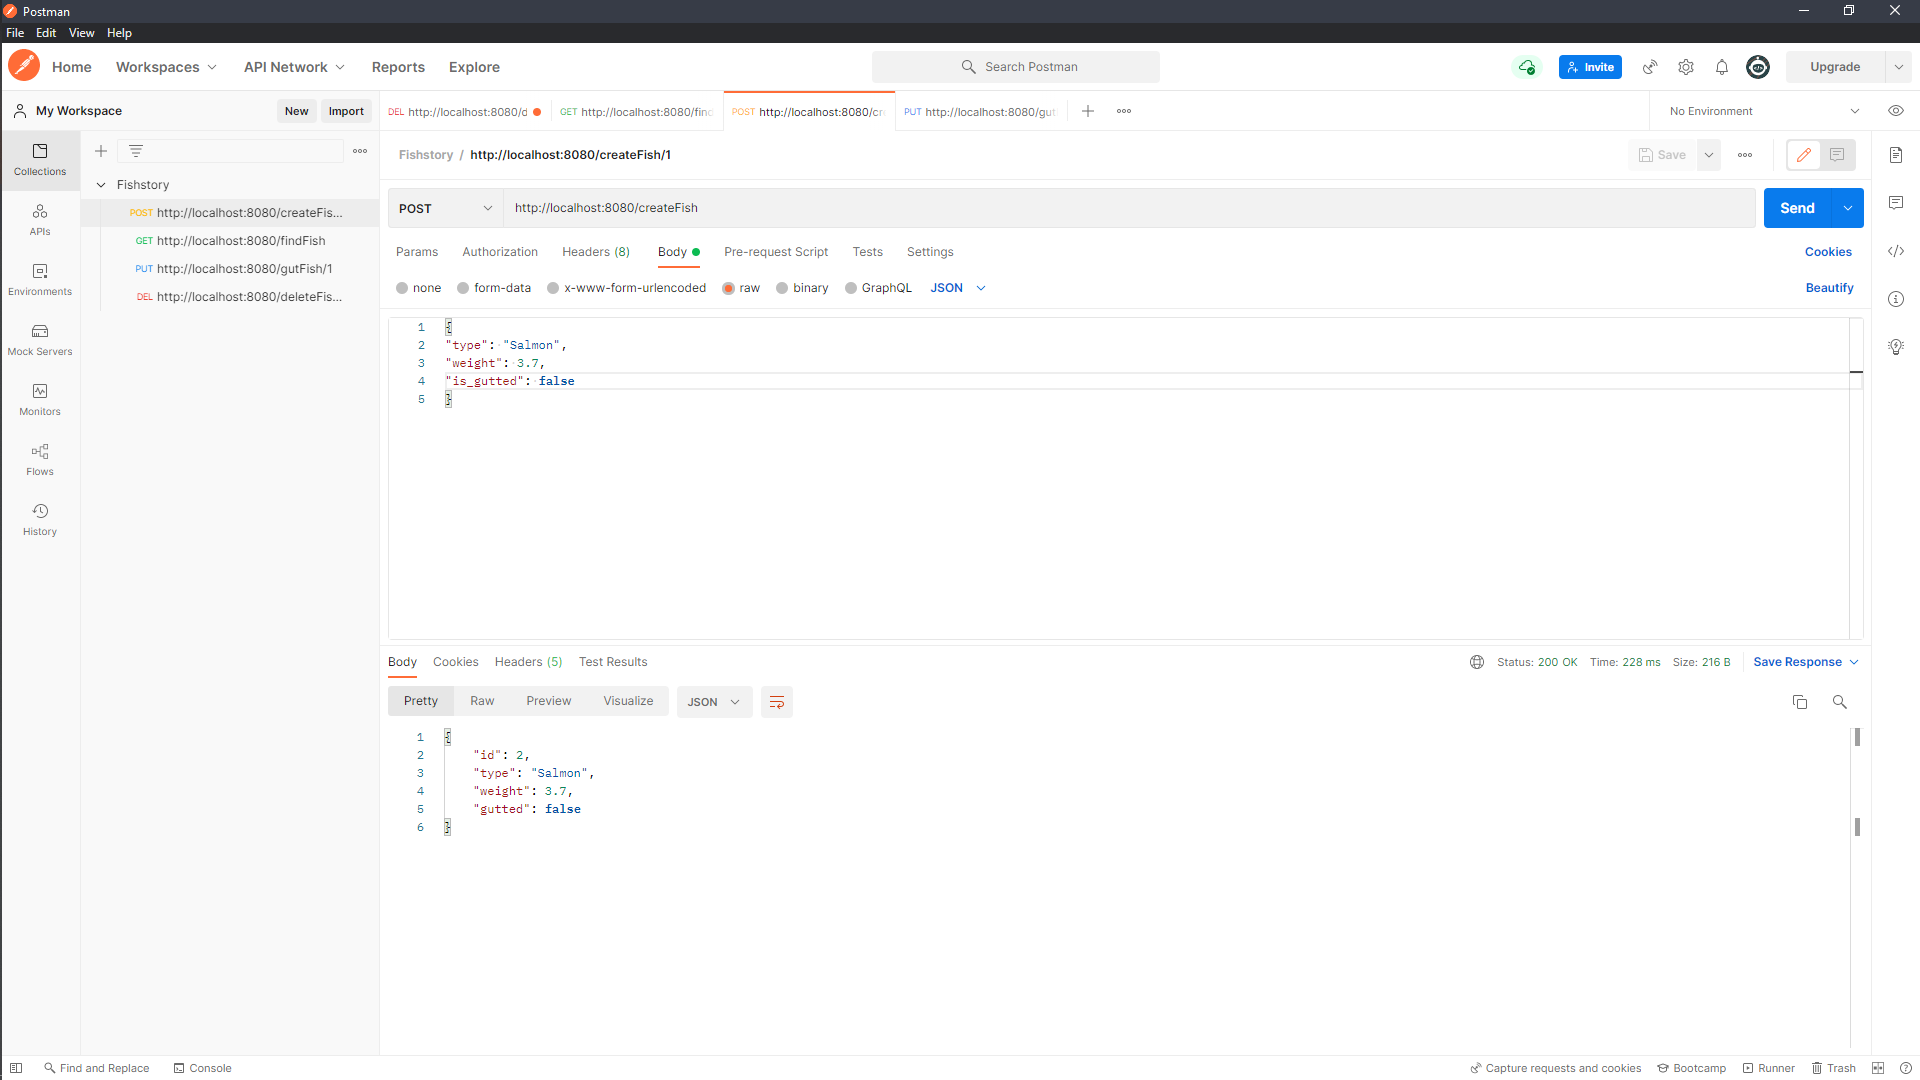 Postman
File Edit View Help
Home Workspaces API Network Reports Explore Search Postman Invite Upgrade
My Workspace New Import DEL http://localhost:8080/d GET http://localhost:8080/find POST http://localhost:8080/cr PUT http://localhost:8080/gut No Environment
Collections
APIs
Environments
Mock Servers
Monitors
Flows
History
Fishstory
POST http://localhost:8080/createFis...
GET http://localhost:8080/findFish
PUT http://localhost:8080/gutFish/1
DEL http://localhost:8080/deleteFis...
Fishstory / http://localhost:8080/createFish/1 Save
POST http://localhost:8080/createFish Send
Params Authorization Headers (8) Body Pre-request Script Tests Settings Cookies
none form-data x-www-form-urlencoded raw binary GraphQL JSON Beautify
1 {
2 "type": "Salmon",
3 "weight": 3.7,
4 "is_gutted": false
5 }
Body Cookies Headers (5) Test Results Status: 200 OK Time: 228 ms Size: 216 B Save Response
Pretty Raw Preview Visualize JSON
1 {
2 "id": 2,
3 "type": "Salmon",
4 "weight": 3.7,
5 "gutted": false
6 }
Find and Replace Console Capture requests and cookies Bootcamp Runner Trash